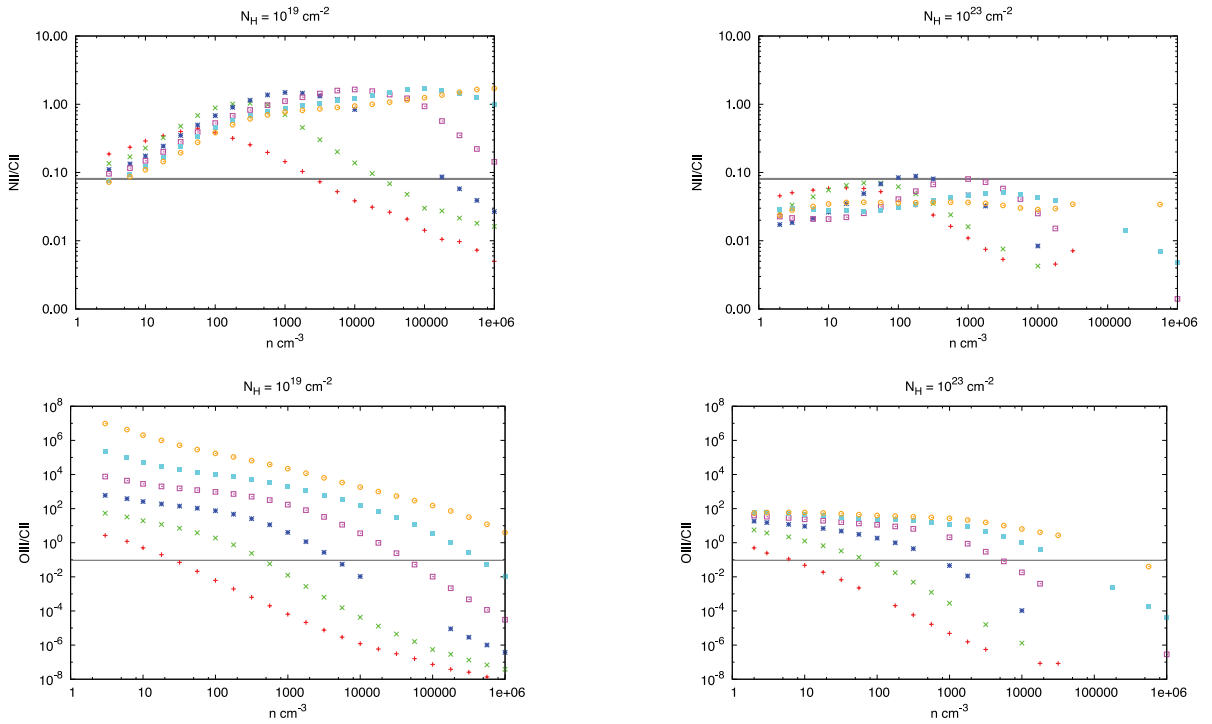 N_H = 10^19 cm^-2
10.00
1.00
NII/CII
0.10
0.01
0.00
1 10 100 1000 10000 100000 1e+06
n cm^-3
N_H = 10^23 cm^-2
10.00
1.00
NII/CII
0.10
0.01
0.00
1 10 100 1000 10000 100000 1e+06
n cm^-3
N_H = 10^19 cm^-2
10^8
10^6
10^4
10^2
OIII/CII
10^0
10^-2
10^-4
10^-6
10^-8
1 10 100 1000 10000 100000 1e+06
n cm^-3
N_H = 10^23 cm^-2
10^8
10^6
10^4
10^2
OIII/CII
10^0
10^-2
10^-4
10^-6
10^-8
1 10 100 1000 10000 100000 1e+06
n cm^-3